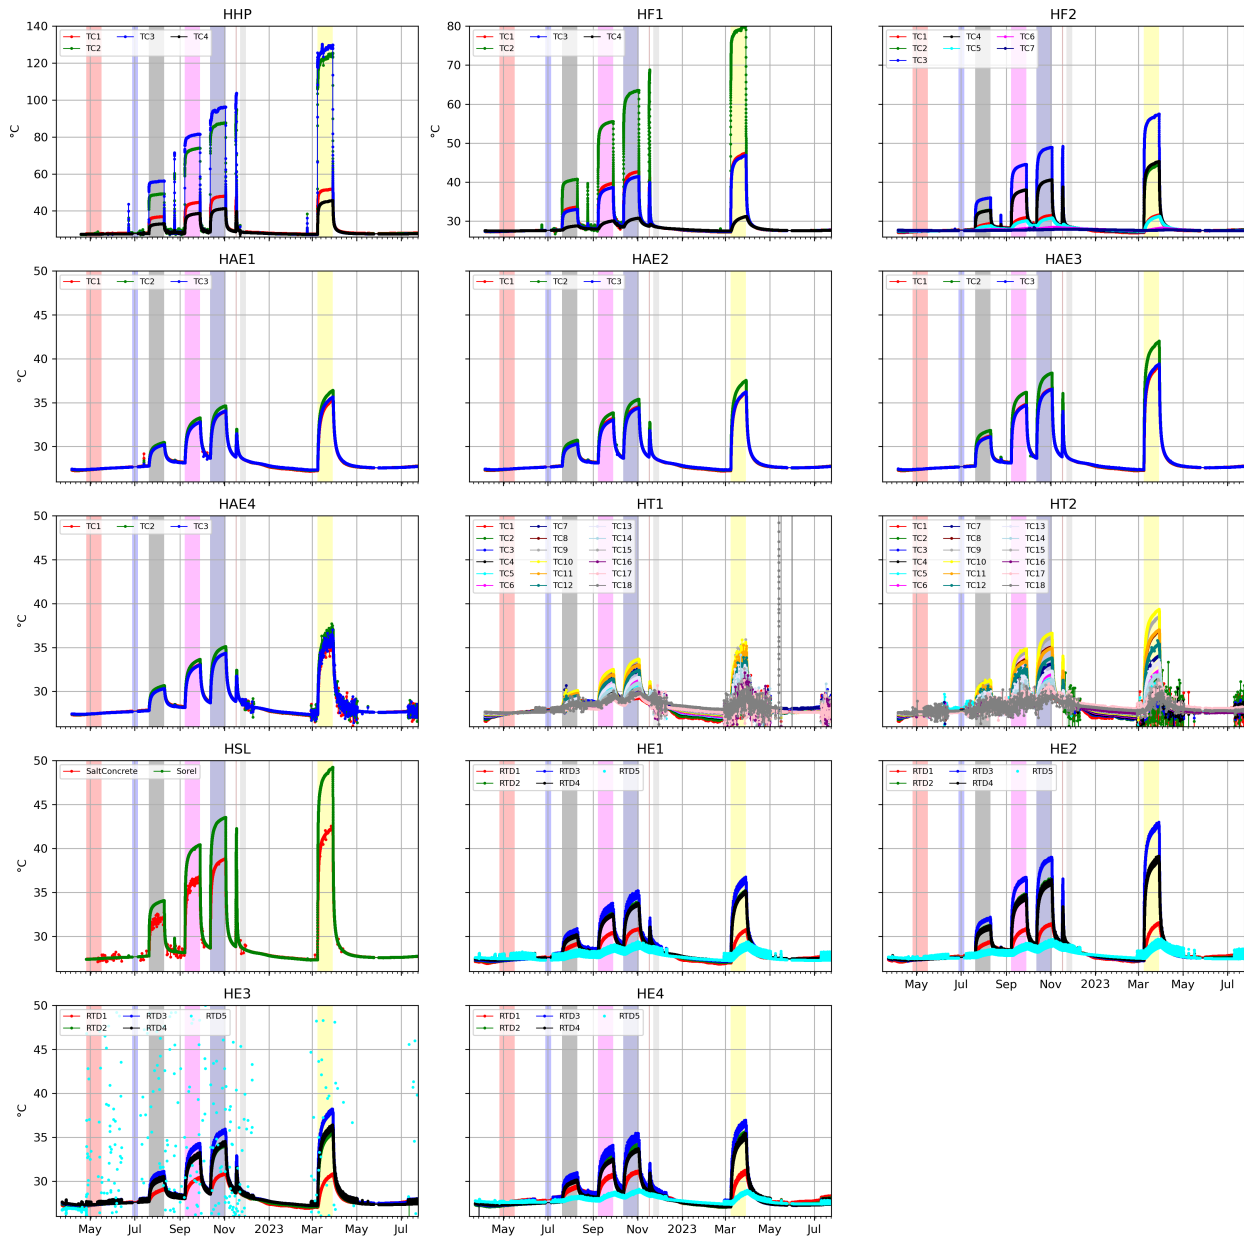 HHP
HF1
HF2
°C
140
120
100
80
60
40
TC1
TC2
TC3
TC4
°C
80
70
60
50
40
30
TC1
TC2
TC3
TC4
TC1
TC2
TC3
TC4
TC5
TC6
TC7
HAE1
HAE2
HAE3
°C
50
45
40
35
30
TC1 TC2 TC3
TC1 TC2 TC3
TC1 TC2 TC3
HAE4
HT1
HT2
°C
50
45
40
35
30
TC1 TC2 TC3
TC1 TC7 TC13
TC2 TC8 TC14
TC3 TC9 TC15
TC4 TC10 TC16
TC5 TC11 TC17
TC6 TC12 TC18
TC1 TC7 TC13
TC2 TC8 TC14
TC3 TC9 TC15
TC4 TC10 TC16
TC5 TC11 TC17
TC6 TC12 TC18
HSL
HE1
HE2
°C
50
45
40
35
30
SaltConcrete Sorel
RTD1 RTD3 RTD5
RTD2 RTD4
RTD1 RTD3 RTD5
RTD2 RTD4
May Jul Sep Nov 2023 Mar May Jul
HE3
HE4
°C
50
45
40
35
30
RTD1 RTD3 RTD5
RTD2 RTD4
RTD1 RTD3 RTD5
RTD2 RTD4
May Jul Sep Nov 2023 Mar May Jul
May Jul Sep Nov 2023 Mar May Jul